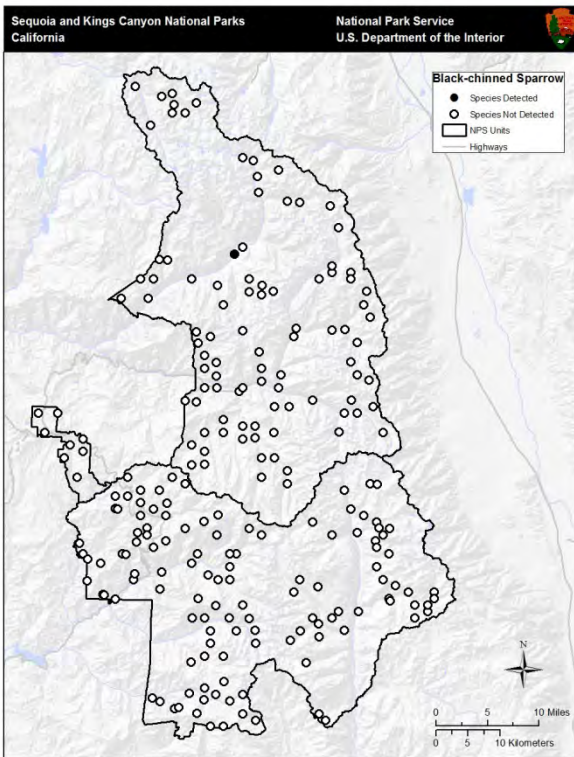 Sequoia and Kings Canyon National Parks
California
National Park Service
U.S. Department of the Interior
Black-chinned Sparrow
Species Detected
Species Not Detected
NPS Units
Highways
N
0 5 10 Miles
0 5 10 Kilometers